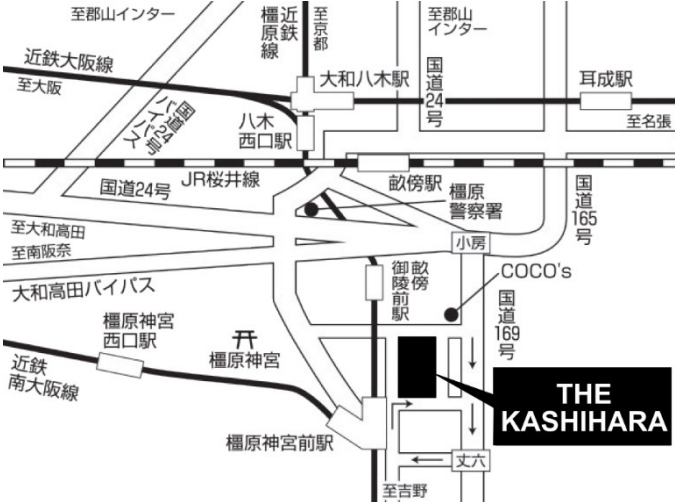 至郡山インター
近鉄
橿原線
至京都
至郡山
インター
近鉄大阪線
至大阪
大和八木駅
国道24号
耳成駅
国道24号
バイパス
八木
西口駅
至名張
JR桜井線
畝傍駅
国道24号
橿原
警察署
国道165号
至大和高田
至南阪奈
小房
大和高田バイパス
畝傍
御陵前駅
COCO's
国道169号
橿原神宮
西口駅
橿原神宮
近鉄
南大阪線
THE
KASHIHARA
橿原神宮前駅
丈六
至吉野